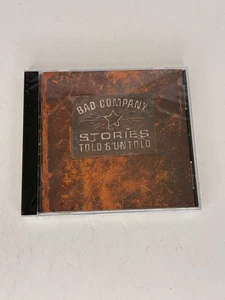 BAD COMPANY
STORIES
TOLD & UNTOLD